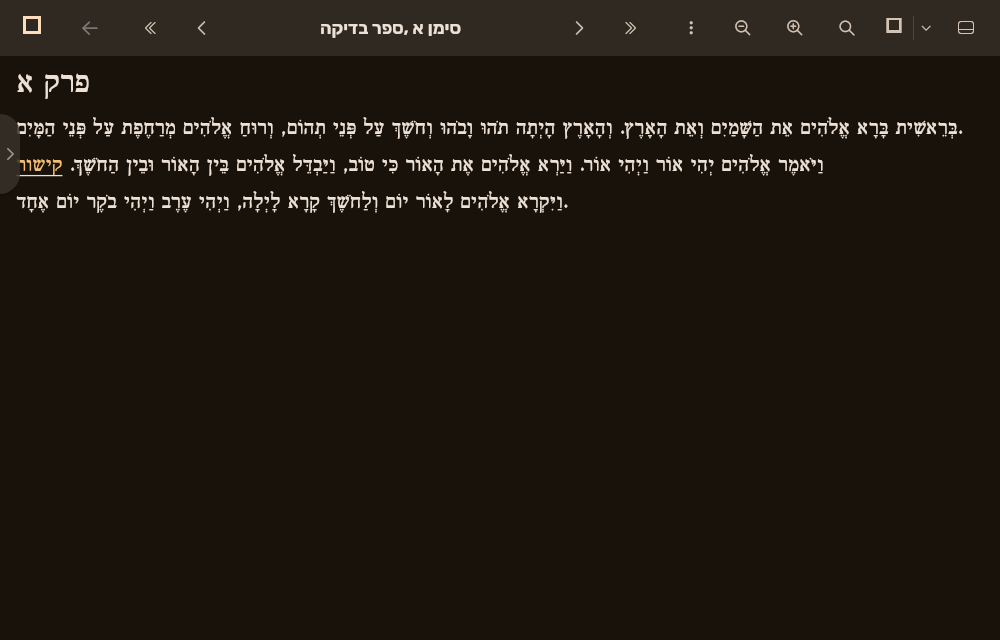 סימן א ,ספר בדיקה
פרק א
בְּרֵאשִׁית בָּרָא אֱלֹהִים אֵת הַשָּׁמַיִם וְאֵת הָאָרֶץ. וְהָאָרֶץ הָיְתָה תֹהוּ וָבֹהוּ וְחֹשֶׁךְ עַל פְּנֵי תְהוֹם, וְרוּחַ אֱלֹהִים מְרַחֶפֶת עַל פְּנֵי הַמָּיִם.
וַיֹּאמֶר אֱלֹהִים יְהִי אוֹר וַיְהִי אוֹר. וַיַּרְא אֱלֹהִים אֶת הָאוֹר כִּי טוֹב, וַיַּבְדֵּל אֱלֹהִים בֵּין הָאוֹר וּבֵין הַחֹשֶׁךְ. קישור
וַיִּקְרָא אֱלֹהִים לָאוֹר יוֹם וְלַחֹשֶׁךְ קָרָא לָיְלָה, וַיְהִי עֶרֶב וַיְהִי בֹקֶר יוֹם אֶחָד.